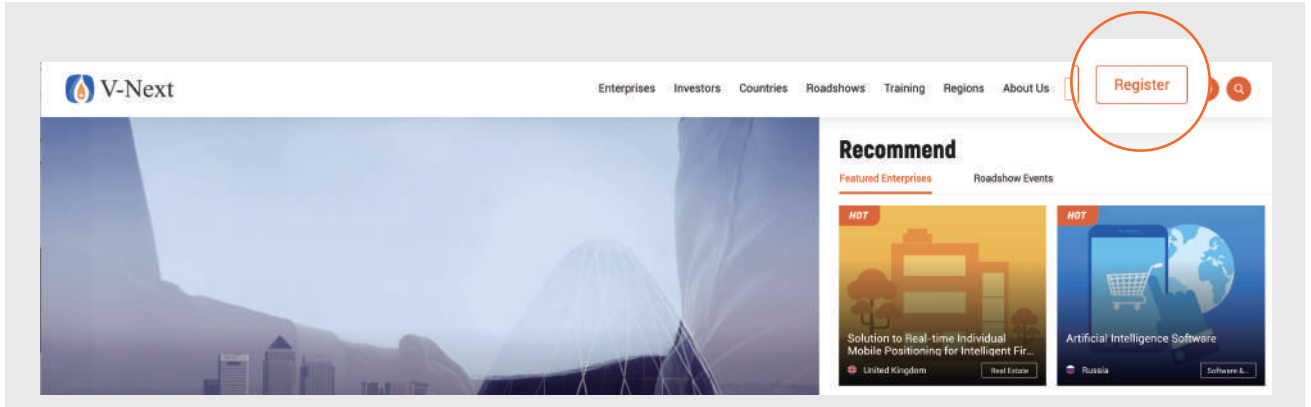 V-Next
Enterprises Investors Countries Roadshows Training Regions About Us Register
Recommend
Featured Enterprises Roadshow Events
HOT
Solution to Real-time Individual
Mobile Positioning for Intelligent Fir...
United Kingdom Real Estate
HOT
Artificial Intelligence Software
Russia Software &...